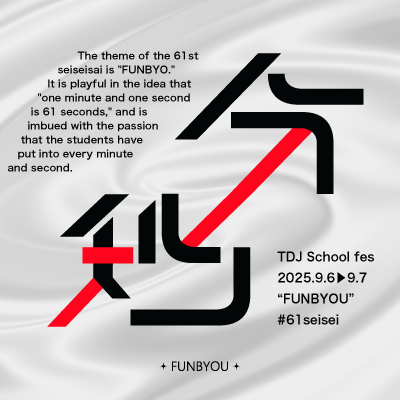 The theme of the 61st
seiseisai is "FUNBYO."
It is playful in the idea that
"one minute and one second
is 61 seconds," and is
imbued with the passion
that the students have
put into every minute
and second.
分
秒
TDJ School fes
2025.9.6▶9.7
“FUNBYOU”
#61seisei
✦ FUNBYOU ✦